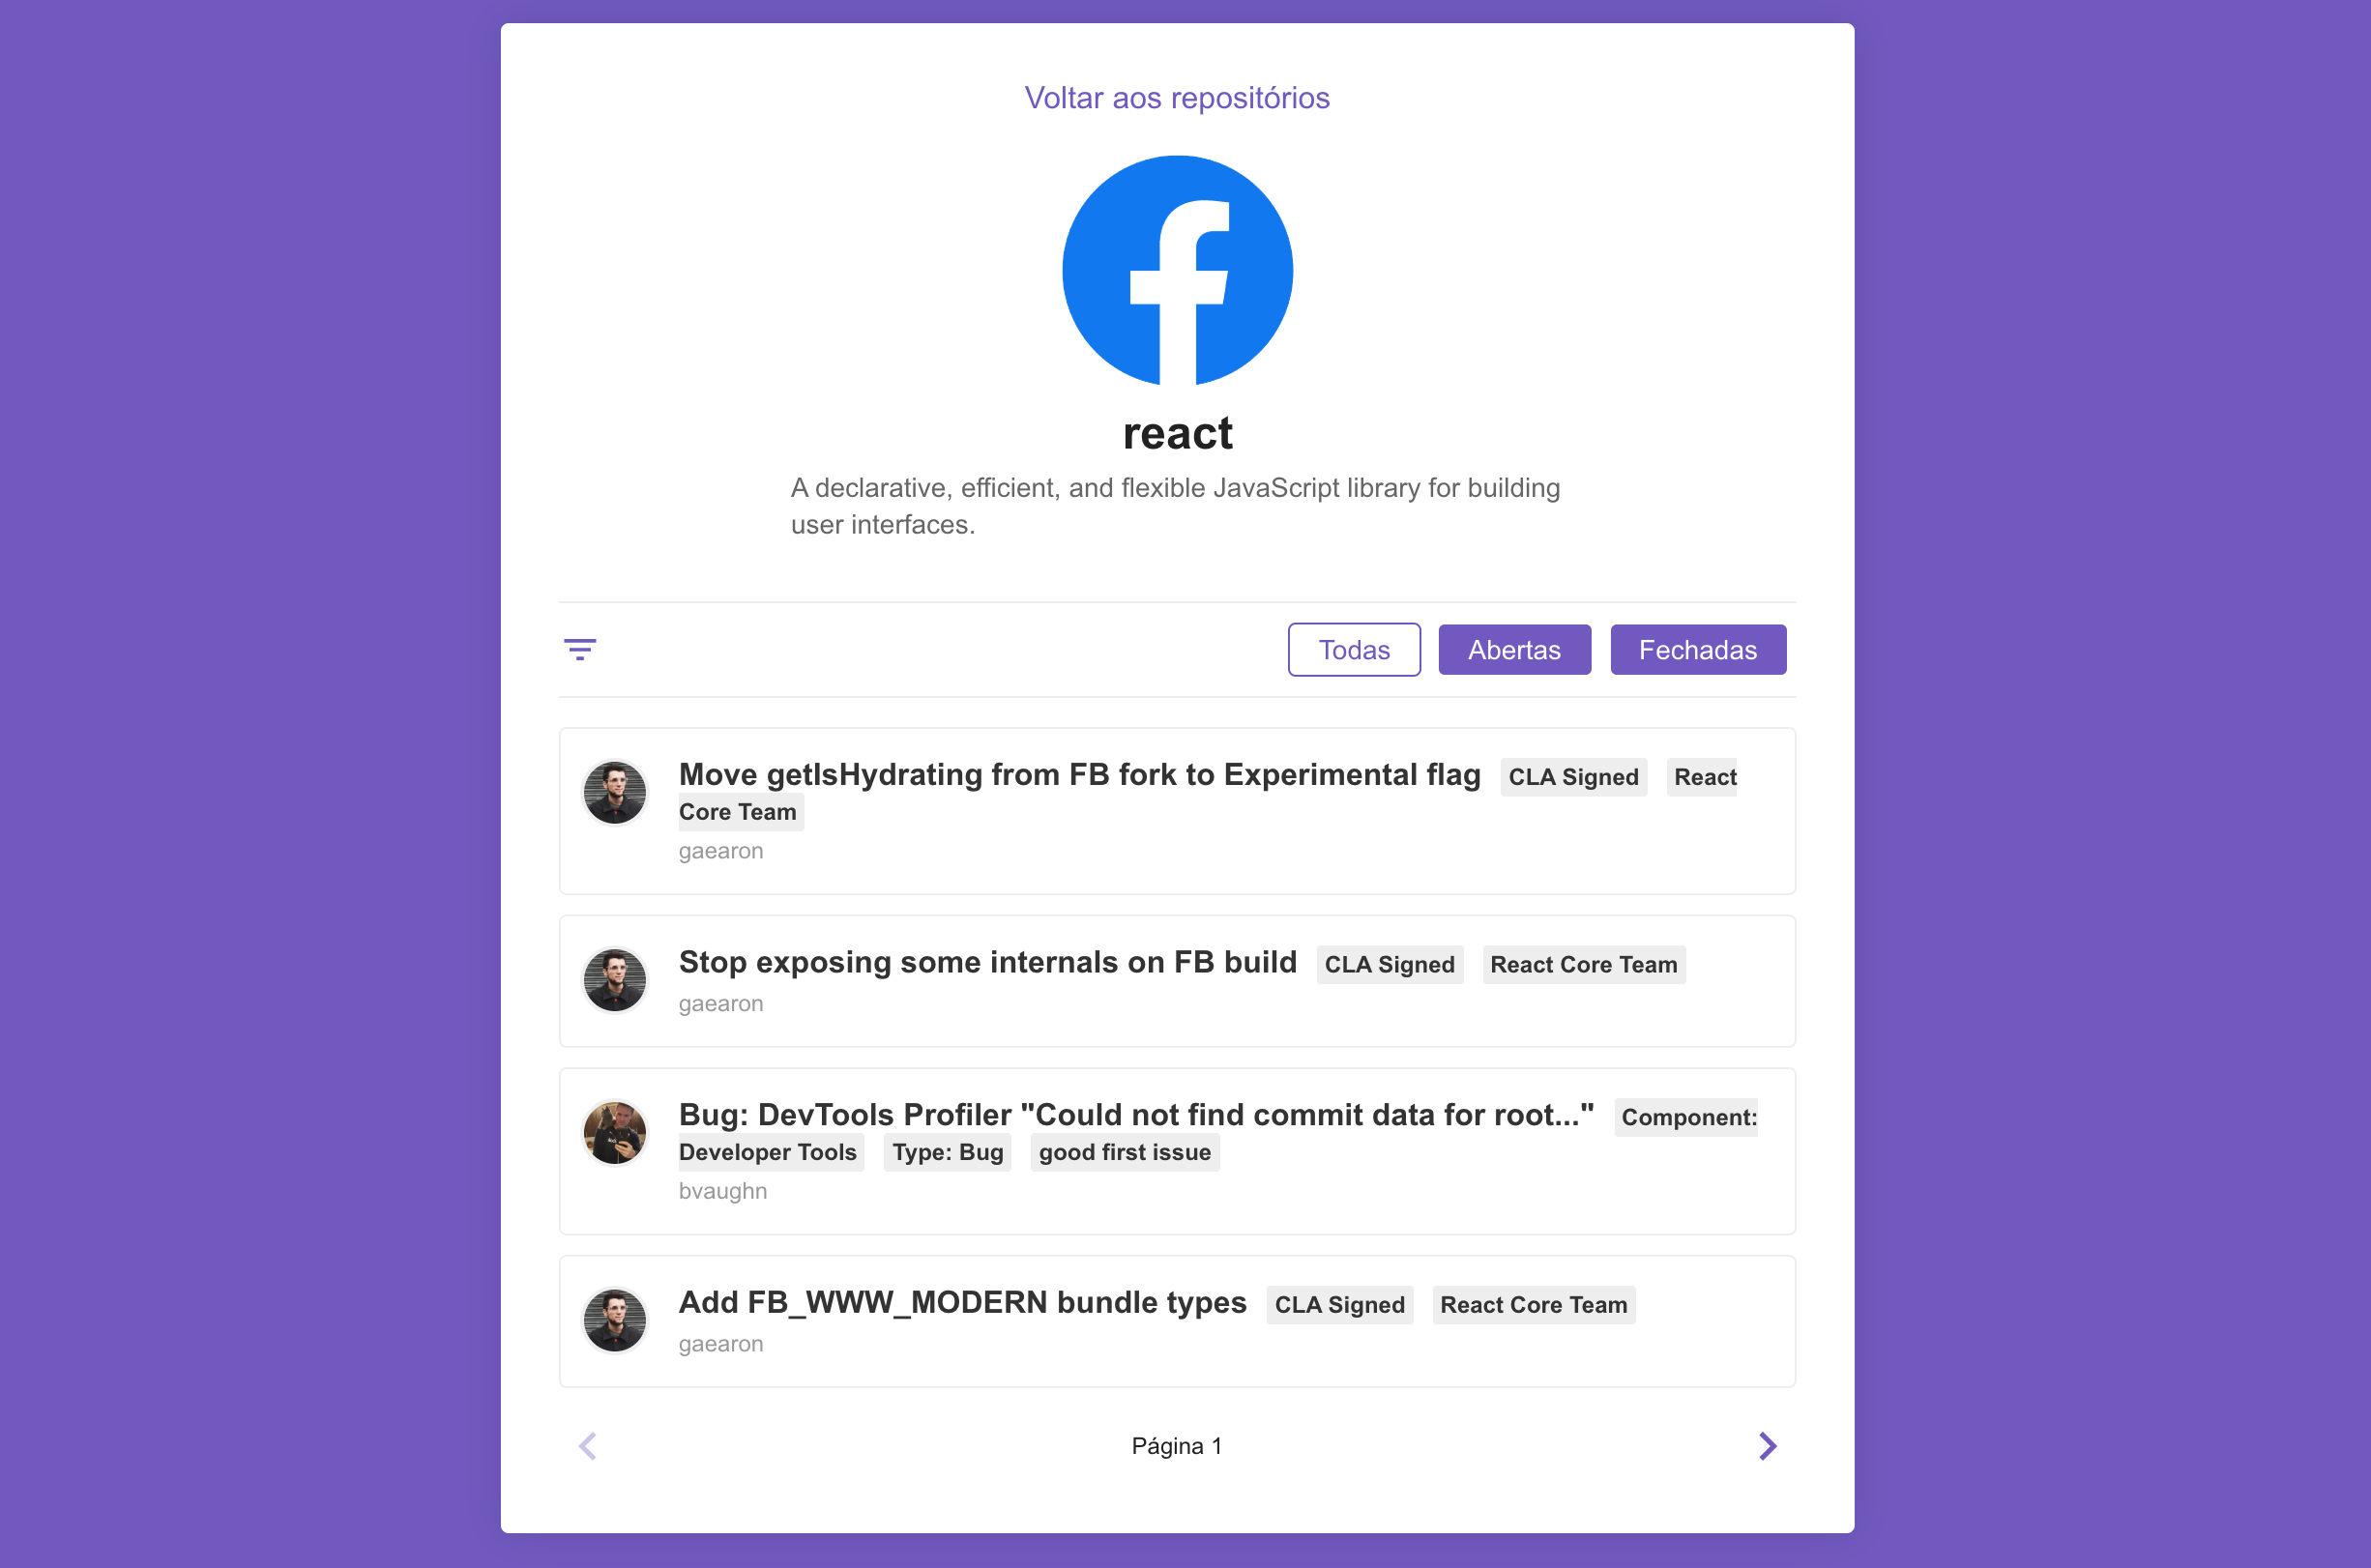 Voltar aos repositórios
react
A declarative, efficient, and flexible JavaScript library for building
user interfaces.
Todas Abertas Fechadas
Move getIsHydrating from FB fork to Experimental flag CLA Signed React
Core Team
gaearon
Stop exposing some internals on FB build CLA Signed React Core Team
gaearon
Bug: DevTools Profiler "Could not find commit data for root..." Component:
Developer Tools Type: Bug good first issue
bvaughn
Add FB_WWW_MODERN bundle types CLA Signed React Core Team
gaearon
Página 1